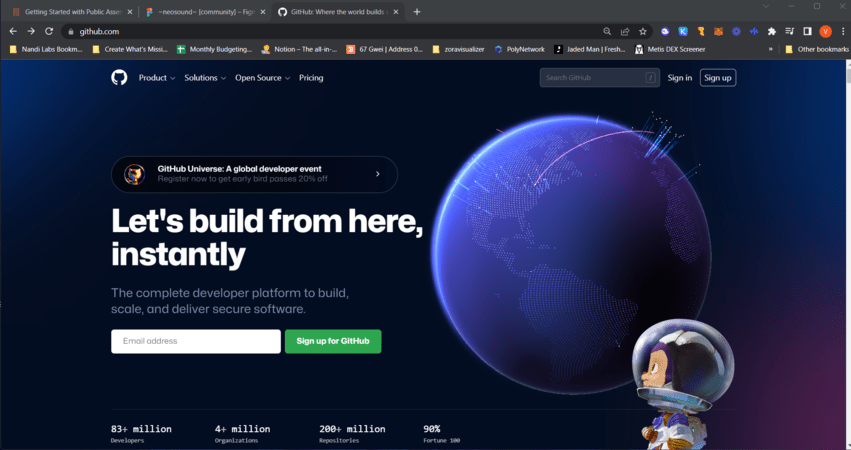 Getting Started with Public Asse
~neosound~ [community] – Fig
GitHub: Where the world builds
github.com
Nandi Labs Bookm...
Create What's Missi...
Monthly Budgeting...
Notion – The all-in-...
67 Gwei | Address 0...
zoravisualizer
PolyNetwork
Jaded Man | Fresh...
Metis DEX Screener
»
Other bookmarks
Product
Solutions
Open Source
Pricing
Search GitHub
/
Sign in
Sign up
GitHub Universe: A global developer event
Register now to get early bird passes 20% off
Let's build from here,
instantly
The complete developer platform to build,
scale, and deliver secure software.
Email address
Sign up for GitHub
83+ million
Developers
4+ million
Organizations
200+ million
Repositories
90%
Fortune 100
V